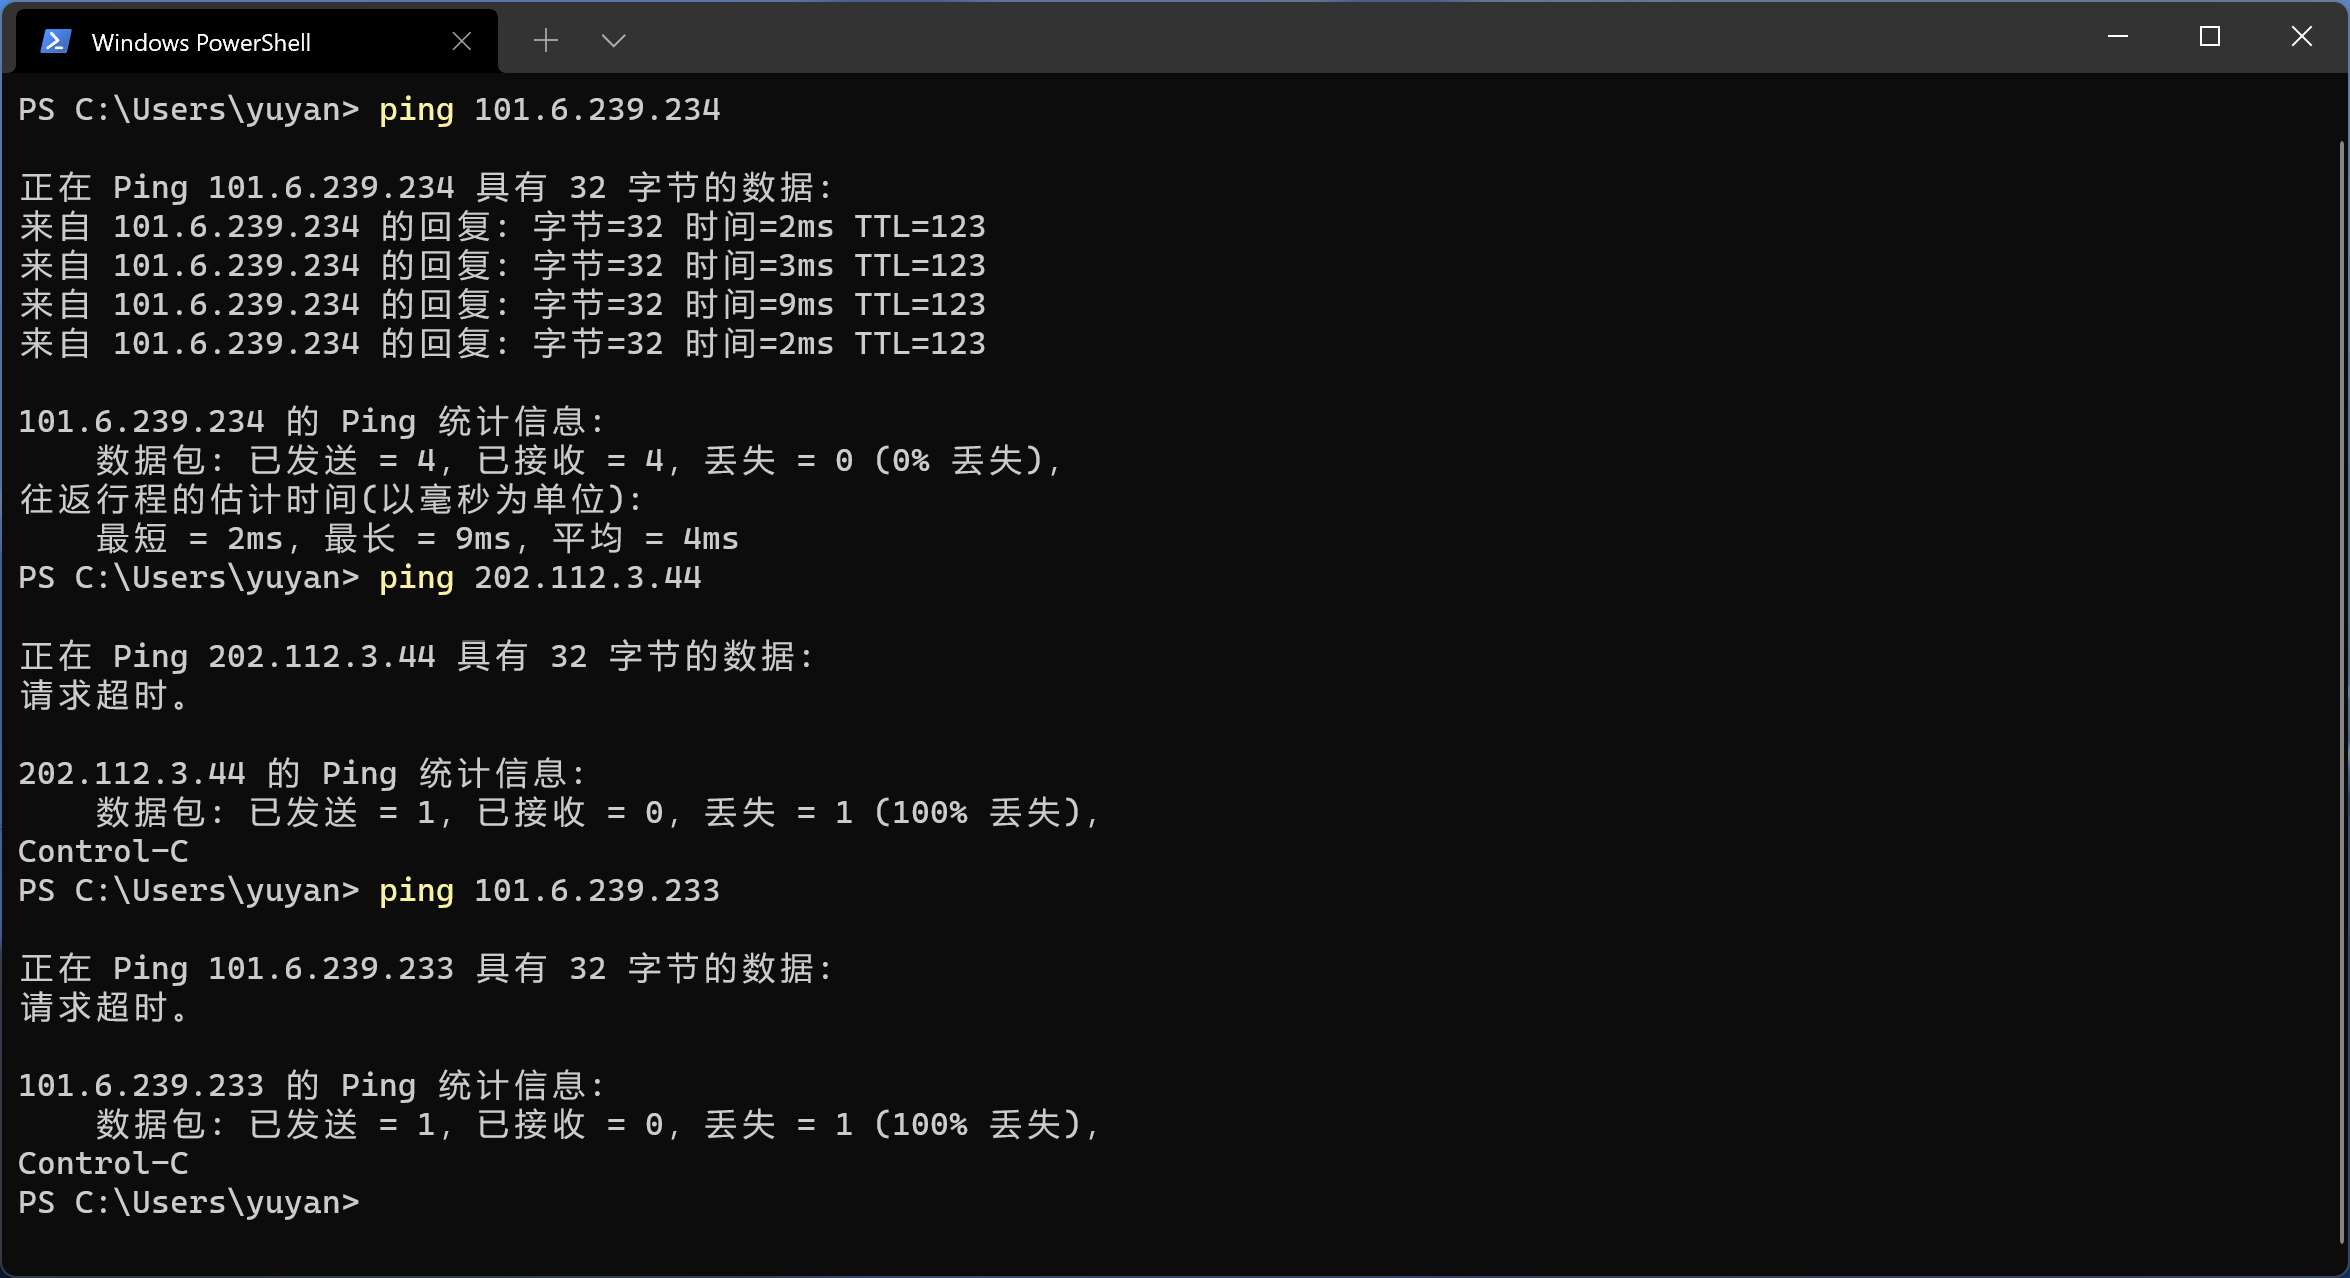 Windows PowerShell
PS C:\Users\yuyan> ping 101.6.239.234
正在 Ping 101.6.239.234 具有 32 字节的数据:
来自 101.6.239.234 的回复: 字节=32 时间=2ms TTL=123
来自 101.6.239.234 的回复: 字节=32 时间=3ms TTL=123
来自 101.6.239.234 的回复: 字节=32 时间=9ms TTL=123
来自 101.6.239.234 的回复: 字节=32 时间=2ms TTL=123
101.6.239.234 的 Ping 统计信息:
    数据包: 已发送 = 4, 已接收 = 4, 丢失 = 0 (0% 丢失),
往返行程的估计时间(以毫秒为单位):
    最短 = 2ms, 最长 = 9ms, 平均 = 4ms
PS C:\Users\yuyan> ping 202.112.3.44
正在 Ping 202.112.3.44 具有 32 字节的数据:
请求超时。
202.112.3.44 的 Ping 统计信息:
    数据包: 已发送 = 1, 已接收 = 0, 丢失 = 1 (100% 丢失),
Control-C
PS C:\Users\yuyan> ping 101.6.239.233
正在 Ping 101.6.239.233 具有 32 字节的数据:
请求超时。
101.6.239.233 的 Ping 统计信息:
    数据包: 已发送 = 1, 已接收 = 0, 丢失 = 1 (100% 丢失),
Control-C
PS C:\Users\yuyan>